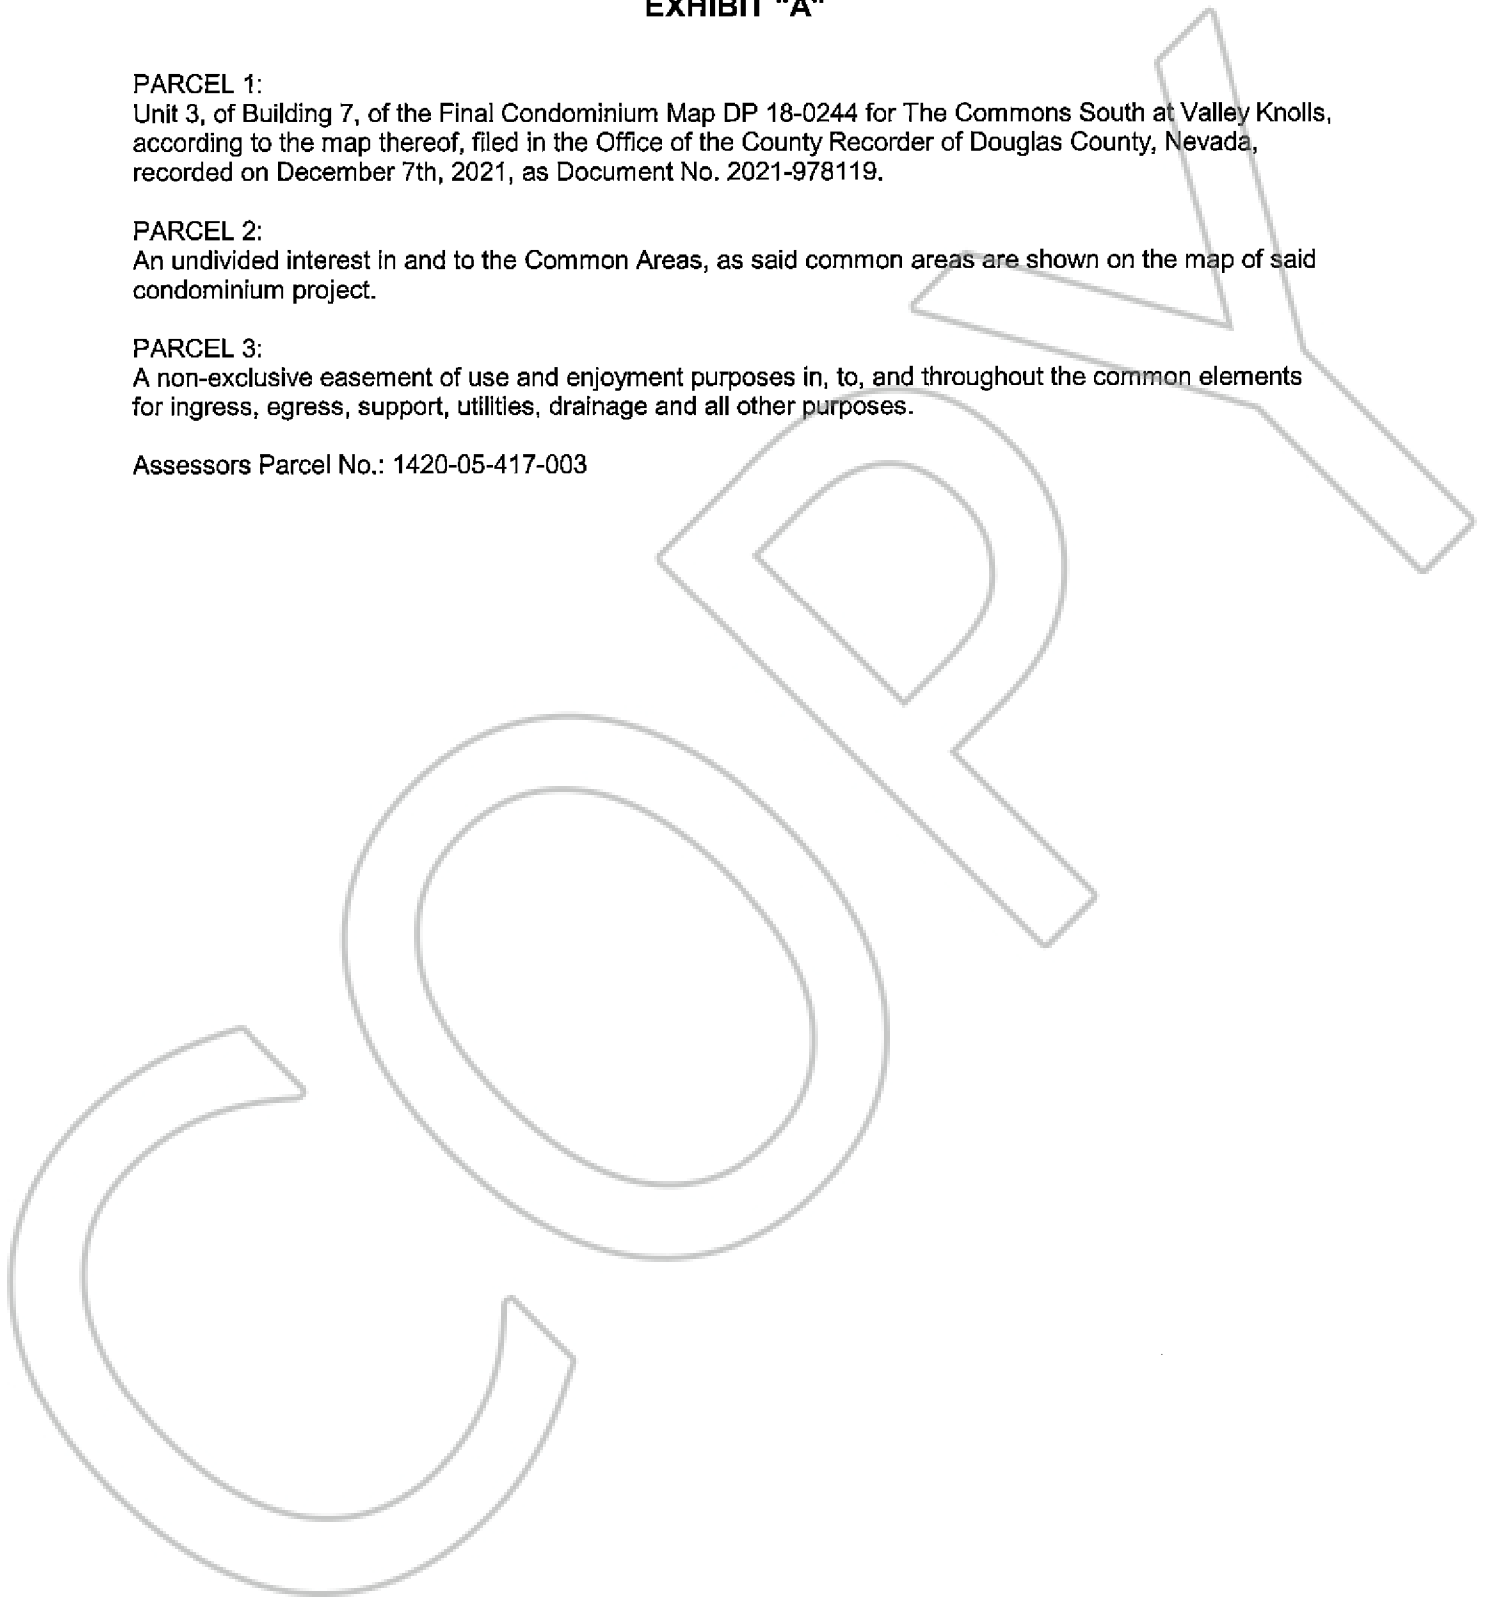 EXHIBIT "A"
PARCEL 1:
Unit 3, of Building 7, of the Final Condominium Map DP 18-0244 for The Commons South at Valley Knolls,
according to the map thereof, filed in the Office of the County Recorder of Douglas County, Nevada,
recorded on December 7th, 2021, as Document No. 2021-978119.
PARCEL 2:
An undivided interest in and to the Common Areas, as said common areas are shown on the map of said
condominium project.
PARCEL 3:
A non-exclusive easement of use and enjoyment purposes in, to, and throughout the common elements
for ingress, egress, support, utilities, drainage and all other purposes.
Assessors Parcel No.: 1420-05-417-003
COPY